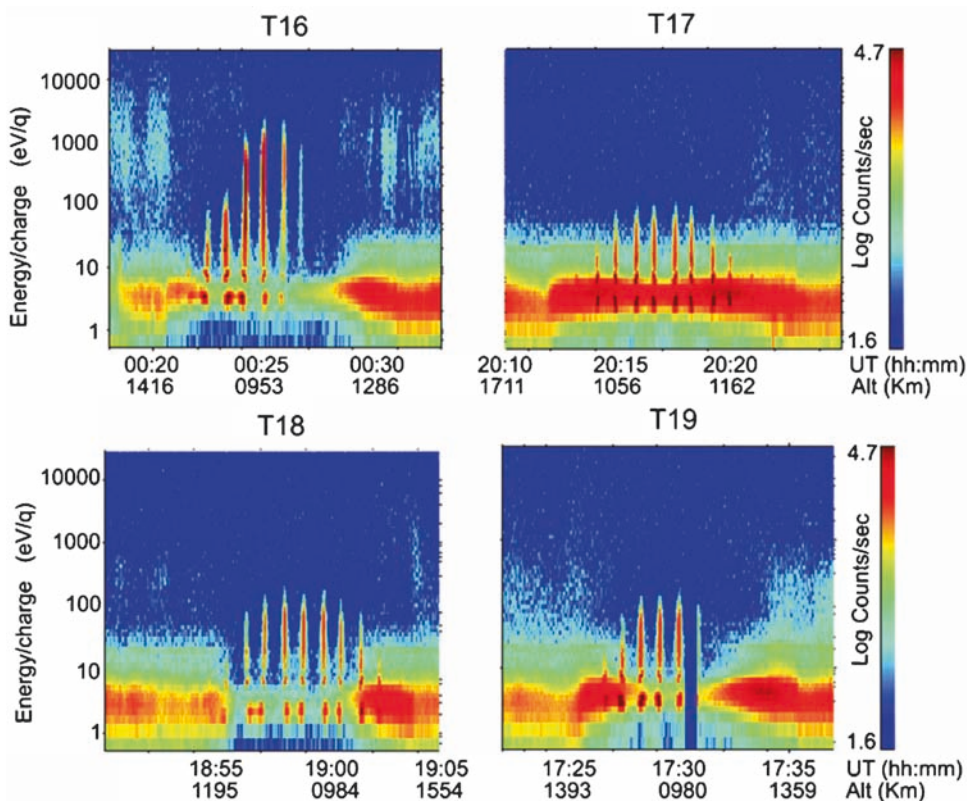 T16
T17
10000
1000
100
10
1
Energy/charge (eV/q)
00:20 00:25 00:30
1416 0953 1286
20:10 20:15 20:20 UT (hh:mm)
1711 1056 1162 Alt (Km)
4.7
Log Counts/sec
1.6
T18
T19
10000
1000
100
10
1
Energy/charge (eV/q)
18:55 19:00 19:05
1195 0984 1554
17:25 17:30 17:35 UT (hh:mm)
1393 0980 1359 Alt (Km)
4.7
Log Counts/sec
1.6